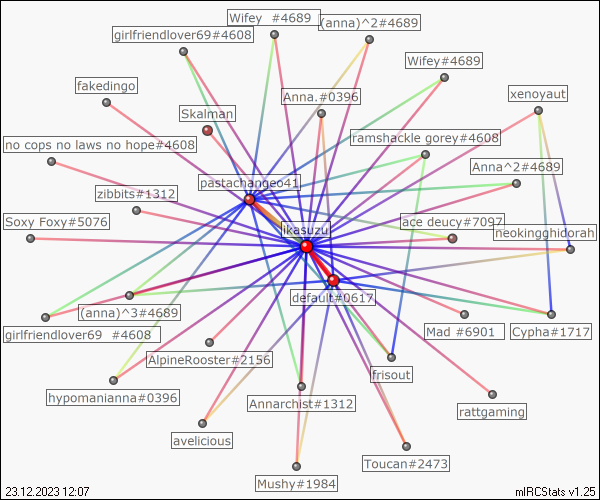 Wifey  #4689
(anna)^2#4689
girlfriendlover69#4608
Wifey#4689
fakedingo
Anna.#0396
xenoyaut
Skalman
no cops no laws no hope#4608
ramshackle gorey#4608
Anna^2#4689
pastachangeo41
zibbits#1312
Soxy Foxy#5076
ace deucy#7097
ikasuzu
neokingghidorah
default#0617
(anna)^3#4689
girlfriendlover69  #4608
Mad #6901
Cypha#1717
AlpineRooster#2156
frisout
hypomanianna#0396
Annarchist#1312
rattgaming
avelicious
Toucan#2473
Mushy#1984
23.12.2023 12:07
mIRCStats v1.25